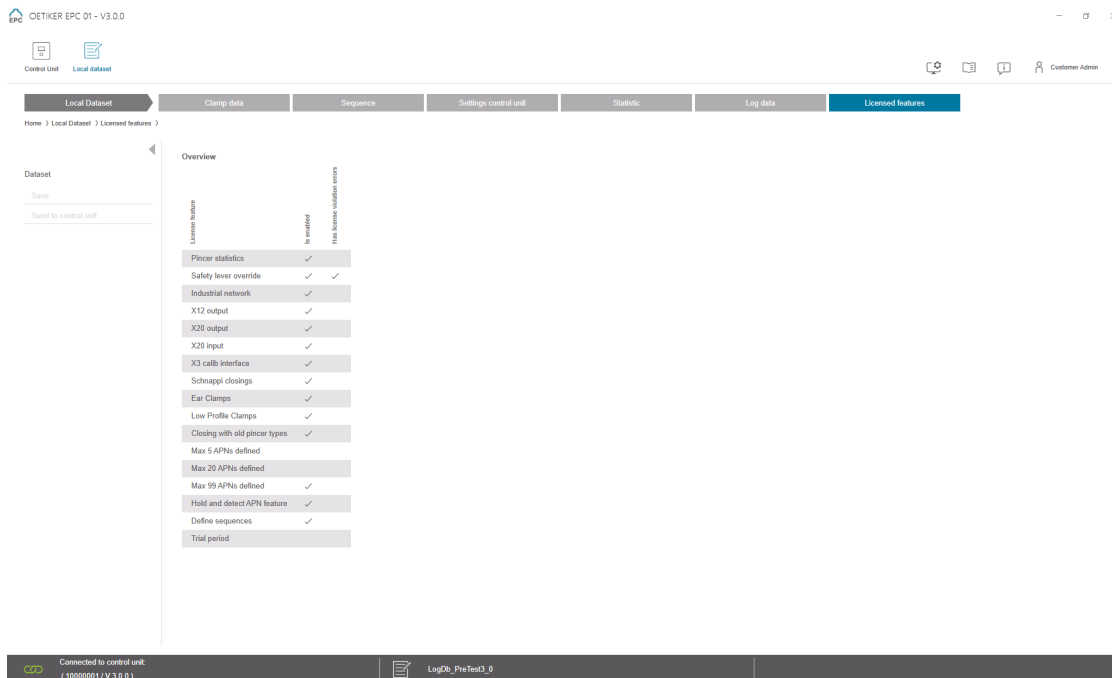 EPC OETIKER EPC 01 - V3.0.0
Control Unit
Local dataset
Customer Admin
Local Dataset
Clamp data
Sequence
Settings control unit
Statistic
Log data
Licensed features
Home > Local Dataset > Licensed features >
Dataset
Save
Send to control unit
Overview
License feature
Is enabled
Has license violation errors
Pincer statistics
Safety lever override
Industrial network
X12 output
X20 output
X20 input
X3 calib interface
Schnappi closings
Ear Clamps
Low Profile Clamps
Closing with old pincer types
Max 5 APNs defined
Max 20 APNs defined
Max 99 APNs defined
Hold and detect APN feature
Define sequences
Trial period
Connected to control unit:
( 10000001 / V 3.0.0 )
LogDb_PreTest3_0